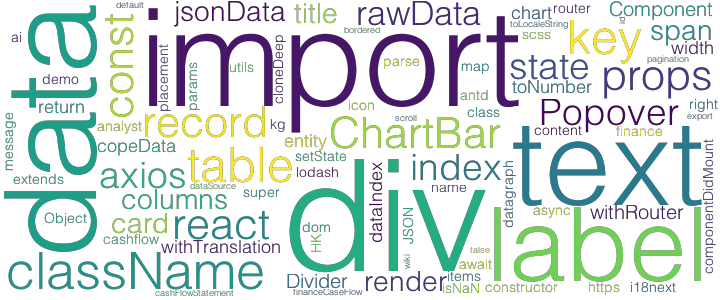 default
ai
data
demo
return
message
analyst
extends
Object
cashflow
className
const
jsonData
rawData
title
chart
router
toLocaleString
Component
scss
key
span
width
import
placement
params
utils
cloneDeep
bordered
parse
map
antd
state
toNumber
props
td
pagination
record
kg
icon
scroll
class
Popover
right
export
copeData
entity
ChartBar
content
finance
table
setState
lodash
index
text
componentDidMount
axios
dataSource
super
dataIndex
name
datagraph
async
withRouter
columns
card
react
div
dom
HK
JSON
wiki
label
withTranslation
Divider
render
items
false
await
isNaN
constructor
https
i18next
cashFlowStatement
financeCaseFlow